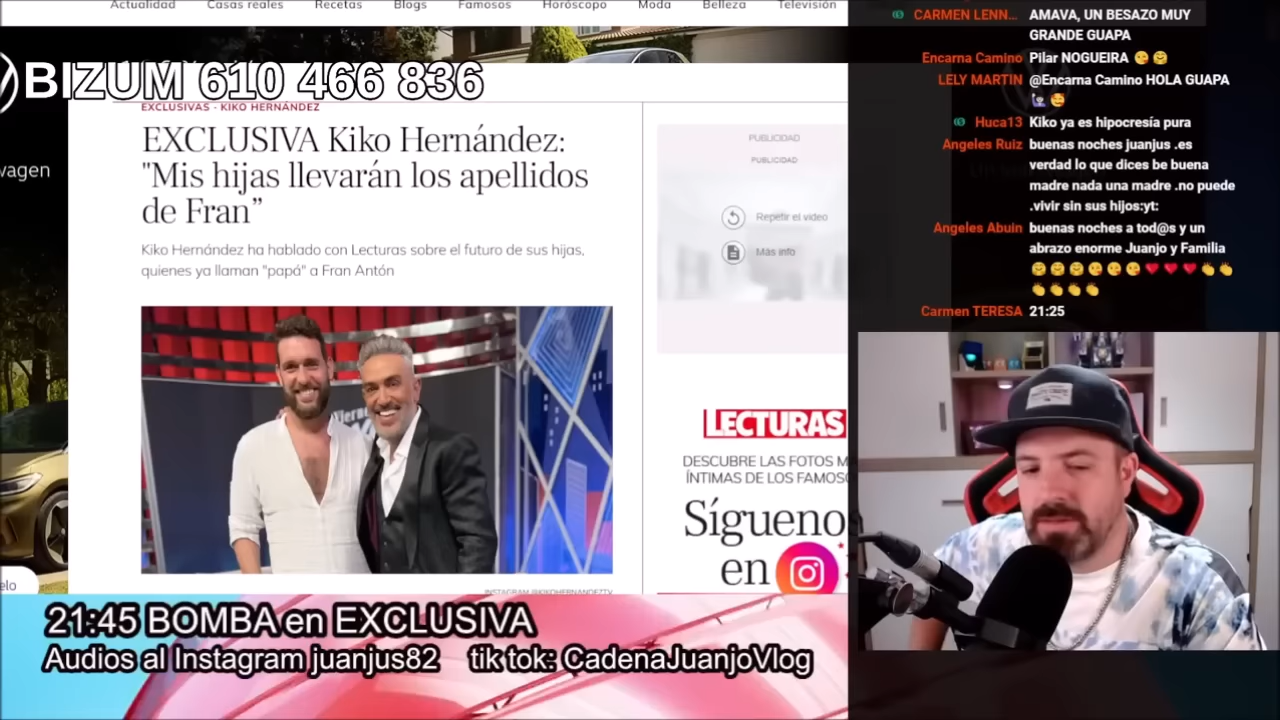 Actualidad Casas reales Recetas Blogs Famosos Horóscopo Moda Belleza Televisión
BIZUM 610 466 836
wagen
EXCLUSIVAS - KIKO HERNÁNDEZ
EXCLUSIVA Kiko Hernández:
"Mis hijas llevarán los apellidos
de Fran”
Kiko Hernández ha hablado con Lecturas sobre el futuro de sus hijas,
quienes ya llaman "papá" a Fran Antón
INSTAGRAM @KIKOHERNANDEZTV
PUBLICIDAD
PUBLICIDAD
Repetir el video
Más info
LECTURAS
DESCUBRE LAS FOTOS M
ÍNTIMAS DE LOS FAMOSO
Sígueno
en
elo
21:45 BOMBA en EXCLUSIVA
Audios al Instagram juanjus82 tik tok: CadenaJuanjoVlog
CARMEN LENN... AMAVA, UN BESAZO MUY
GRANDE GUAPA
Encarna Camino Pilar NOGUEIRA 😘 🤗
LELY MARTIN @Encarna Camino HOLA GUAPA
🙋🏻‍♀️ 🥰
Huca13 Kiko ya es hipocresía pura
Angeles Ruiz buenas noches juanjus .es
verdad lo que dices be buena
madre nada una madre .no puede
.vivir sin sus hijos:yt:
Angeles Abuin buenas noches a tod@s y un
abrazo enorme Juanjo y Familia
🤗🤗🤗😘😘😘❤️❤️❤️👏👏
👏👏👏👏
Carmen TERESA 21:25